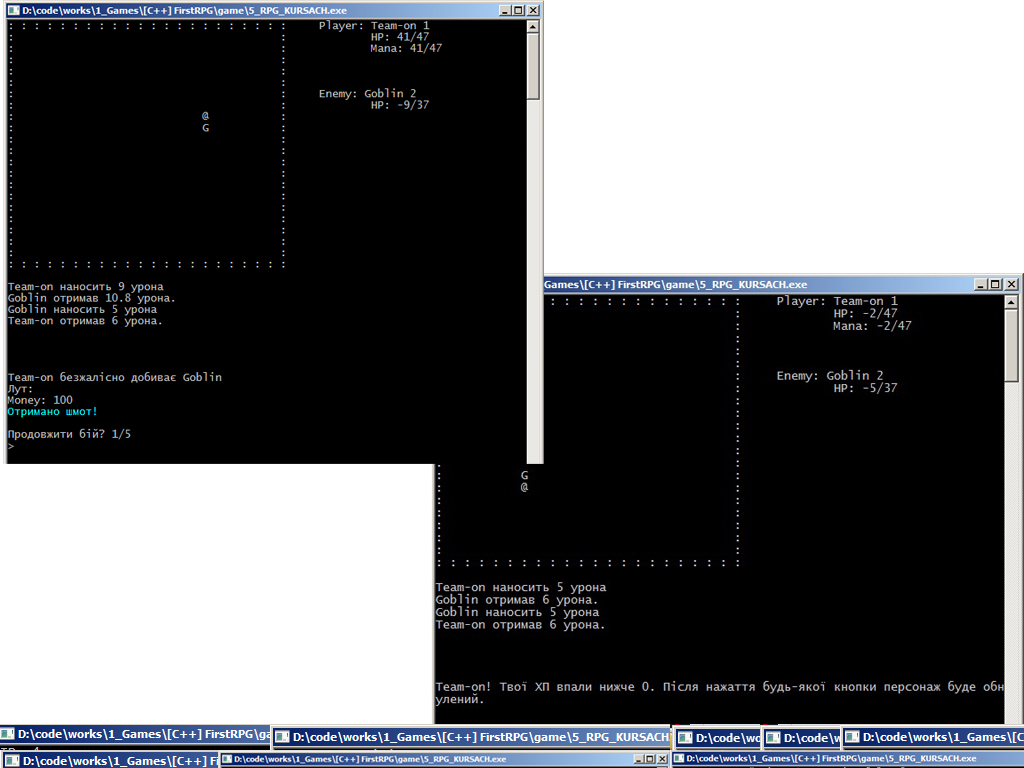 D:\code\works\1_Games\[C++] FirstRPG\game\5_RPG_KURSACH.exe
Player: Team-on 1
HP: 41/47
Mana: 41/47
Enemy: Goblin 2
HP: -9/37
@
G
Team-on наносить 9 урона
Goblin отримав 10.8 урона.
Goblin наносить 5 урона
Team-on отримав 6 урона.
Team-on безжалісно добиває Goblin
Лут:
Money: 100
Отримано шмот!
Продовжити бій? 1/5
>
Games\[C++] FirstRPG\game\5_RPG_KURSACH.exe
Player: Team-on 1
HP: -2/47
Mana: -2/47
Enemy: Goblin 2
HP: -5/37
G
@
Team-on наносить 5 урона
Goblin отримав 6 урона.
Goblin наносить 5 урона
Team-on отримав 6 урона.
Team-on! Твої ХП впали нижче 0. Після нажаття будь-якої кнопки персонаж буде обн
улений.
D:\code\works\1_Games\[C++] FirstRPG\ga
D:\code\works\1_Games\[C++] FirstRPG\game\5_RPG_KURSACH
D:\code\wo
D:\code\w
D:\code\works\1_Games\[C
D:\code\works\1_Games\[C++] Fi
D:\code\works\1_Games\[C++] FirstRPG\game\5_RPG_KURSACH.exe
D:\code\works\1_Games\[C++] FirstRPG\game\5_RPG_KURSACH.exe